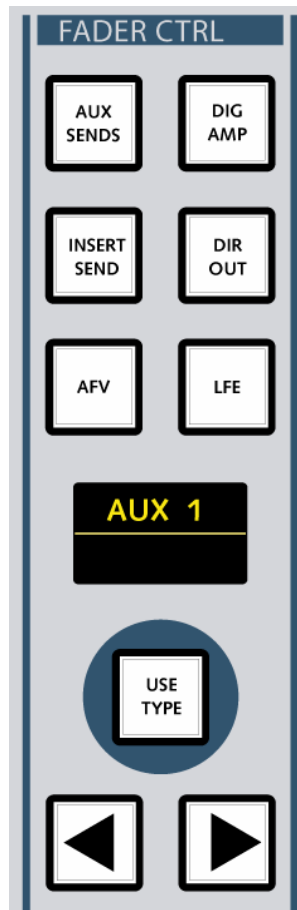 FADER CTRL
AUX
SENDS
DIG
AMP
INSERT
SEND
DIR
OUT
AFV
LFE
AUX 1
USE
TYPE